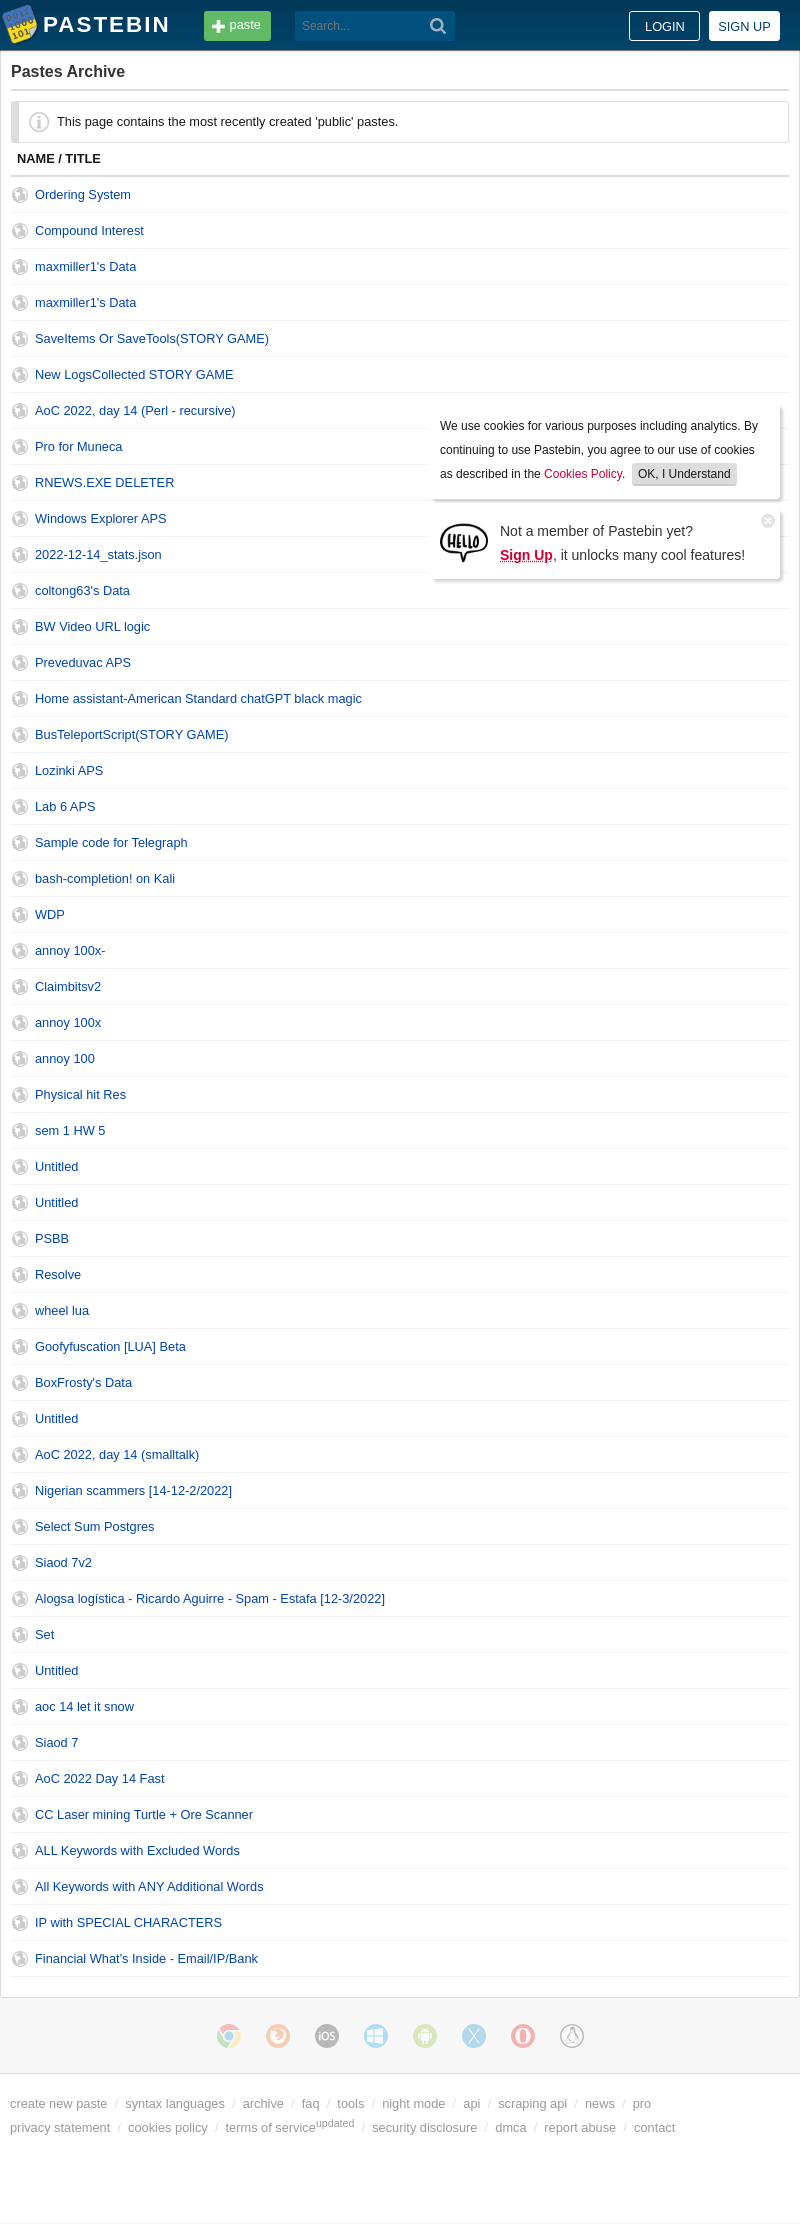 PASTEBIN
paste
Search...
LOGIN
SIGN UP
Pastes Archive
This page contains the most recently created 'public' pastes.
NAME / TITLE
Ordering System
Compound Interest
maxmiller1's Data
maxmiller1's Data
SaveItems Or SaveTools(STORY GAME)
New LogsCollected STORY GAME
AoC 2022, day 14 (Perl - recursive)
Pro for Muneca
RNEWS.EXE DELETER
Windows Explorer APS
2022-12-14_stats.json
We use cookies for various purposes including analytics. By
continuing to use Pastebin, you agree to our use of cookies
as described in the Cookies Policy. OK, I Understand
HELLO
Not a member of Pastebin yet?
Sign Up, it unlocks many cool features!
coltong63's Data
BW Video URL logic
Preveduvac APS
Home assistant-American Standard chatGPT black magic
BusTeleportScript(STORY GAME)
Lozinki APS
Lab 6 APS
Sample code for Telegraph
bash-completion! on Kali
WDP
annoy 100x-
Claimbitsv2
annoy 100x
annoy 100
Physical hit Res
sem 1 HW 5
Untitled
Untitled
PSBB
Resolve
wheel lua
Goofyfuscation [LUA] Beta
BoxFrosty's Data
Untitled
AoC 2022, day 14 (smalltalk)
Nigerian scammers [14-12-2/2022]
Select Sum Postgres
Siaod 7v2
Alogsa logística - Ricardo Aguirre - Spam - Estafa [12-3/2022]
Set
Untitled
aoc 14 let it snow
Siaod 7
AoC 2022 Day 14 Fast
CC Laser mining Turtle + Ore Scanner
ALL Keywords with Excluded Words
All Keywords with ANY Additional Words
IP with SPECIAL CHARACTERS
Financial What's Inside - Email/IP/Bank
iOS
create new paste / syntax languages / archive / faq / tools / night mode / api / scraping api / news / pro
privacy statement / cookies policy / terms of service updated / security disclosure / dmca / report abuse / contact